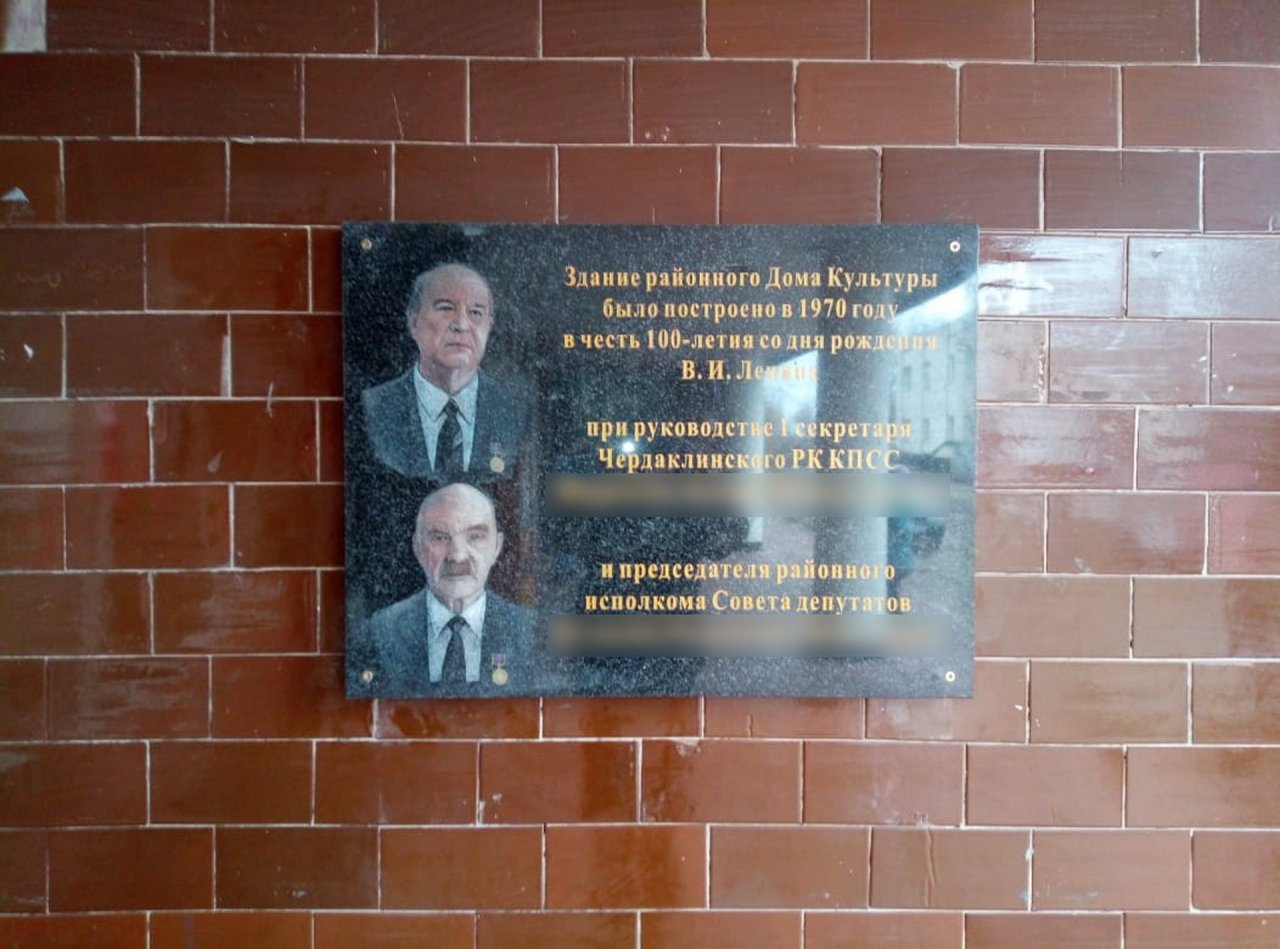 Здание районного Дома Культуры
было построено в 1970 году
в честь 100-летия со дня рождения
В. И. Ленина
при руководстве I секретаря
Чердаклинского РК КПСС
и председателя районного
исполкома Совета депутатов